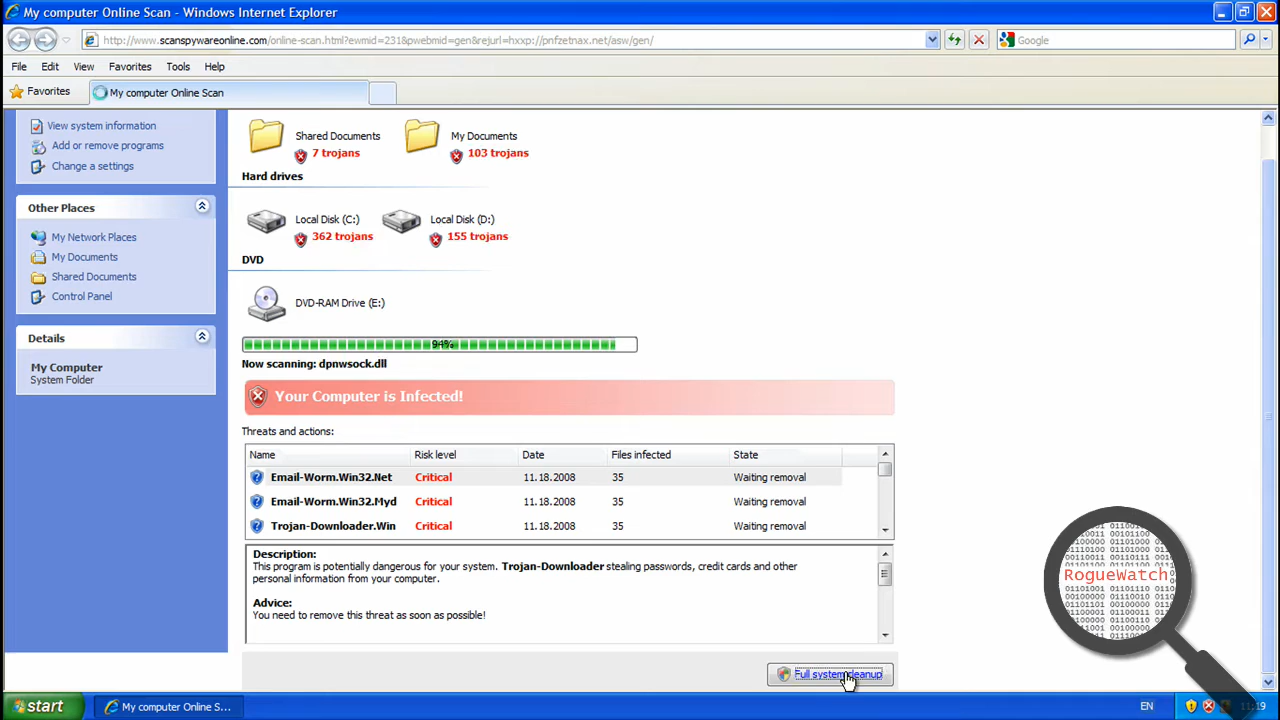 My computer Online Scan - Windows Internet Explorer
http://www.scanspywareonline.com/online-scan.html?ewmid=231&pwebmid=gen&rejurl=hxxp://pnfzetnax.net/asw/gen/
Google
File Edit View Favorites Tools Help
Favorites
My computer Online Scan
View system information
Add or remove programs
Change a settings
Other Places
My Network Places
My Documents
Shared Documents
Control Panel
Details
My Computer
System Folder
Shared Documents
7 trojans
My Documents
103 trojans
Hard drives
Local Disk (C:)
362 trojans
Local Disk (D:)
155 trojans
DVD
DVD-RAM Drive (E:)
94%
Now scanning: dpnwsock.dll
Your Computer is Infected!
Threats and actions:
Name Risk level Date Files infected State
Email-Worm.Win32.Net Critical 11.18.2008 35 Waiting removal
Email-Worm.Win32.Myd Critical 11.18.2008 35 Waiting removal
Trojan-Downloader.Win Critical 11.18.2008 35 Waiting removal
Description:
This program is potentially dangerous for your system. Trojan-Downloader stealing passwords, credit cards and other
personal information from your computer.
Advice:
You need to remove this threat as soon as possible!
Full system cleanup
RogueWatch
start
My computer Online S...
EN
11:19